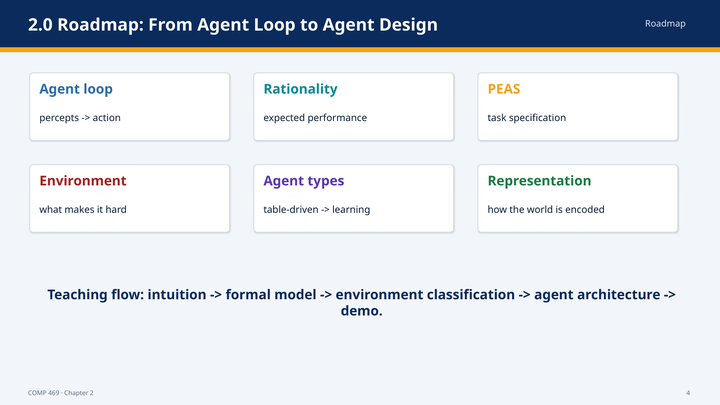 2.0 Roadmap: From Agent Loop to Agent Design
Roadmap
Agent loop
percepts -> action
Rationality
expected performance
PEAS
task specification
Environment
what makes it hard
Agent types
table-driven -> learning
Representation
how the world is encoded
Teaching flow: intuition -> formal model -> environment classification -> agent architecture ->
demo.
COMP 469 · Chapter 2
4